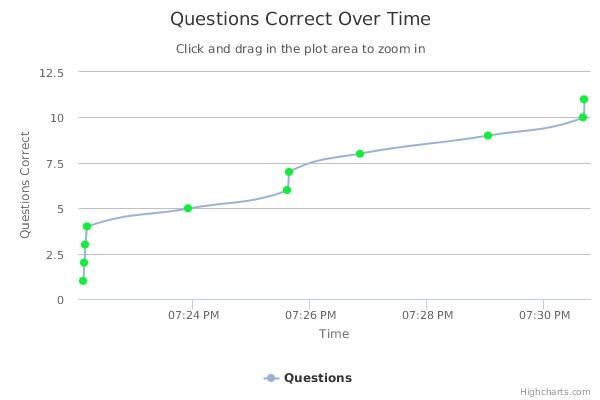 Questions Correct Over Time
Click and drag in the plot area to zoom in
Questions Correct
12.5
10
7.5
5
2.5
0
07:24 PM 07:26 PM 07:28 PM 07:30 PM
Time
Questions
Highcharts.com